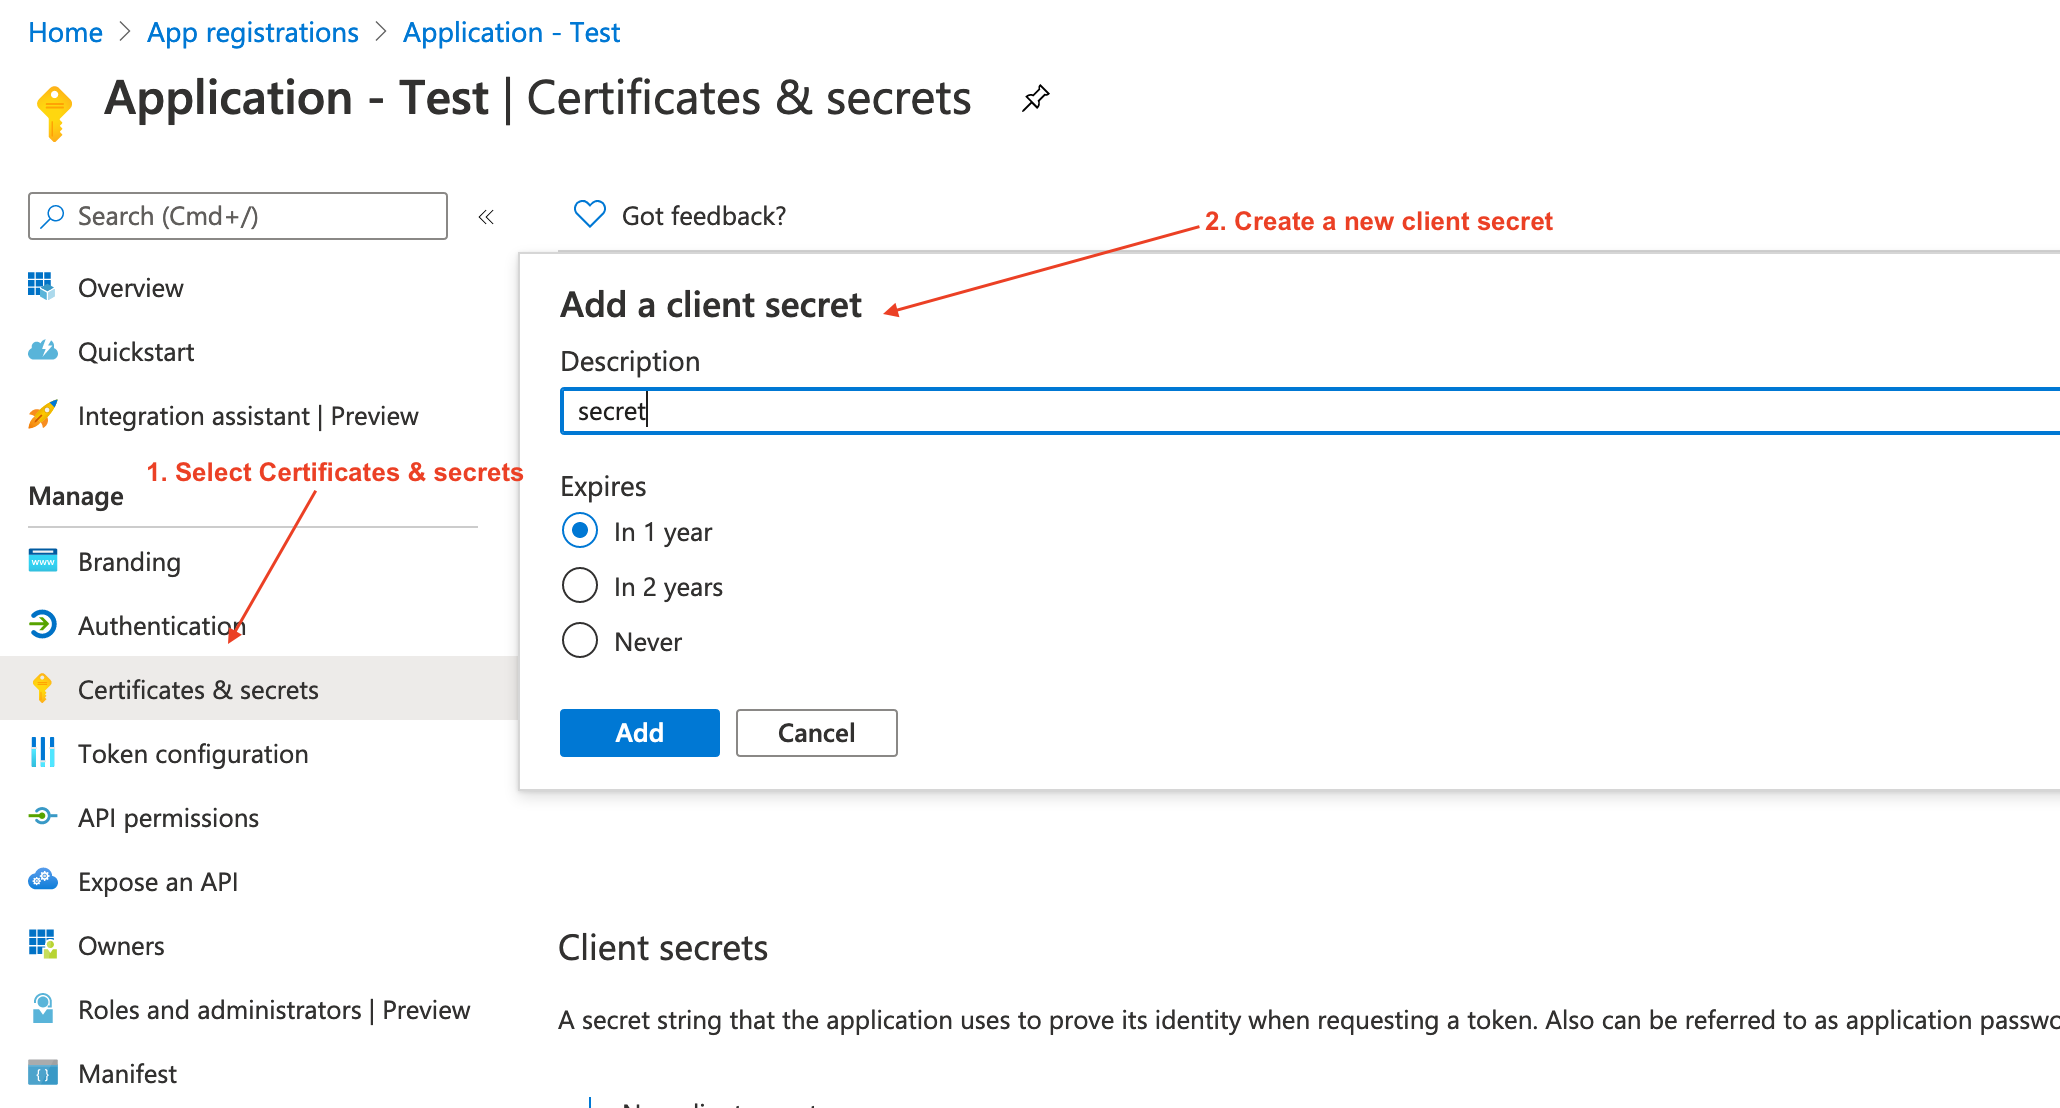 Home > App registrations > Application - Test
Application - Test | Certificates & secrets
Search (Cmd+/)
«
Got feedback?
2. Create a new client secret
Overview
Quickstart
Integration assistant | Preview
1. Select Certificates & secrets
Manage
Branding
www
Authentication
Certificates & secrets
Token configuration
API permissions
Expose an API
Owners
Roles and administrators | Preview
Manifest
Add a client secret
Description
secret
Expires
In 1 year
In 2 years
Never
Add
Cancel
Client secrets
A secret string that the application uses to prove its identity when requesting a token. Also can be referred to as application